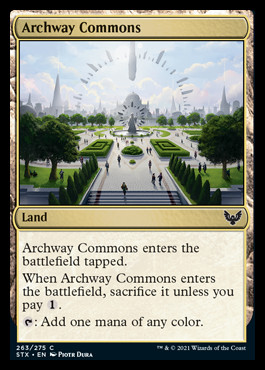 Archway Commons
Land
Archway Commons enters the
battlefield tapped.
When Archway Commons enters
the battlefield, sacrifice it unless you
pay 1.
: Add one mana of any color.
263/275 C
STX • EN Piotr Dura
™ & © 2021 Wizards of the Coast